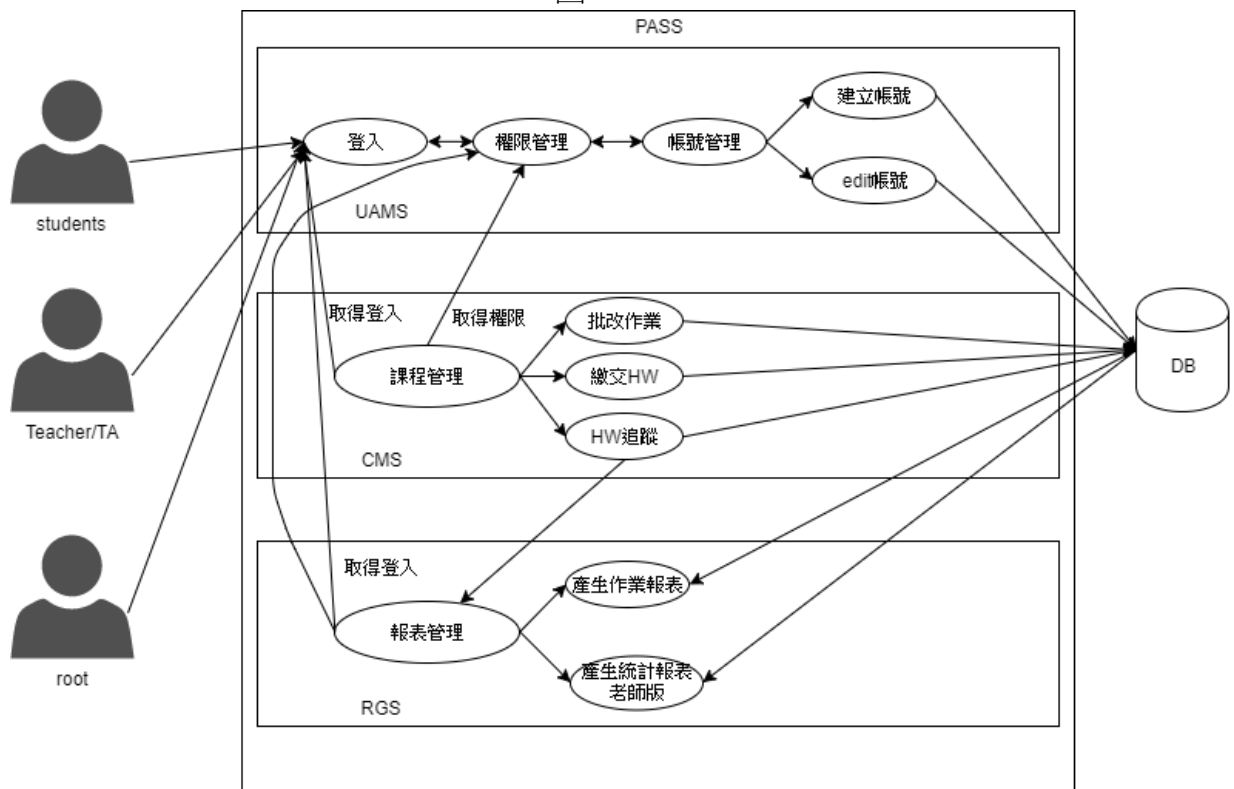 圖
PASS
登入
權限管理
帳號管理
建立帳號
edit帳號
UAMS
students
取得登入
取得權限
批改作業
課程管理
繳交HW
HW追蹤
CMS
DB
Teacher/TA
取得登入
產生作業報表
報表管理
產生統計報表
老師版
RGS
root